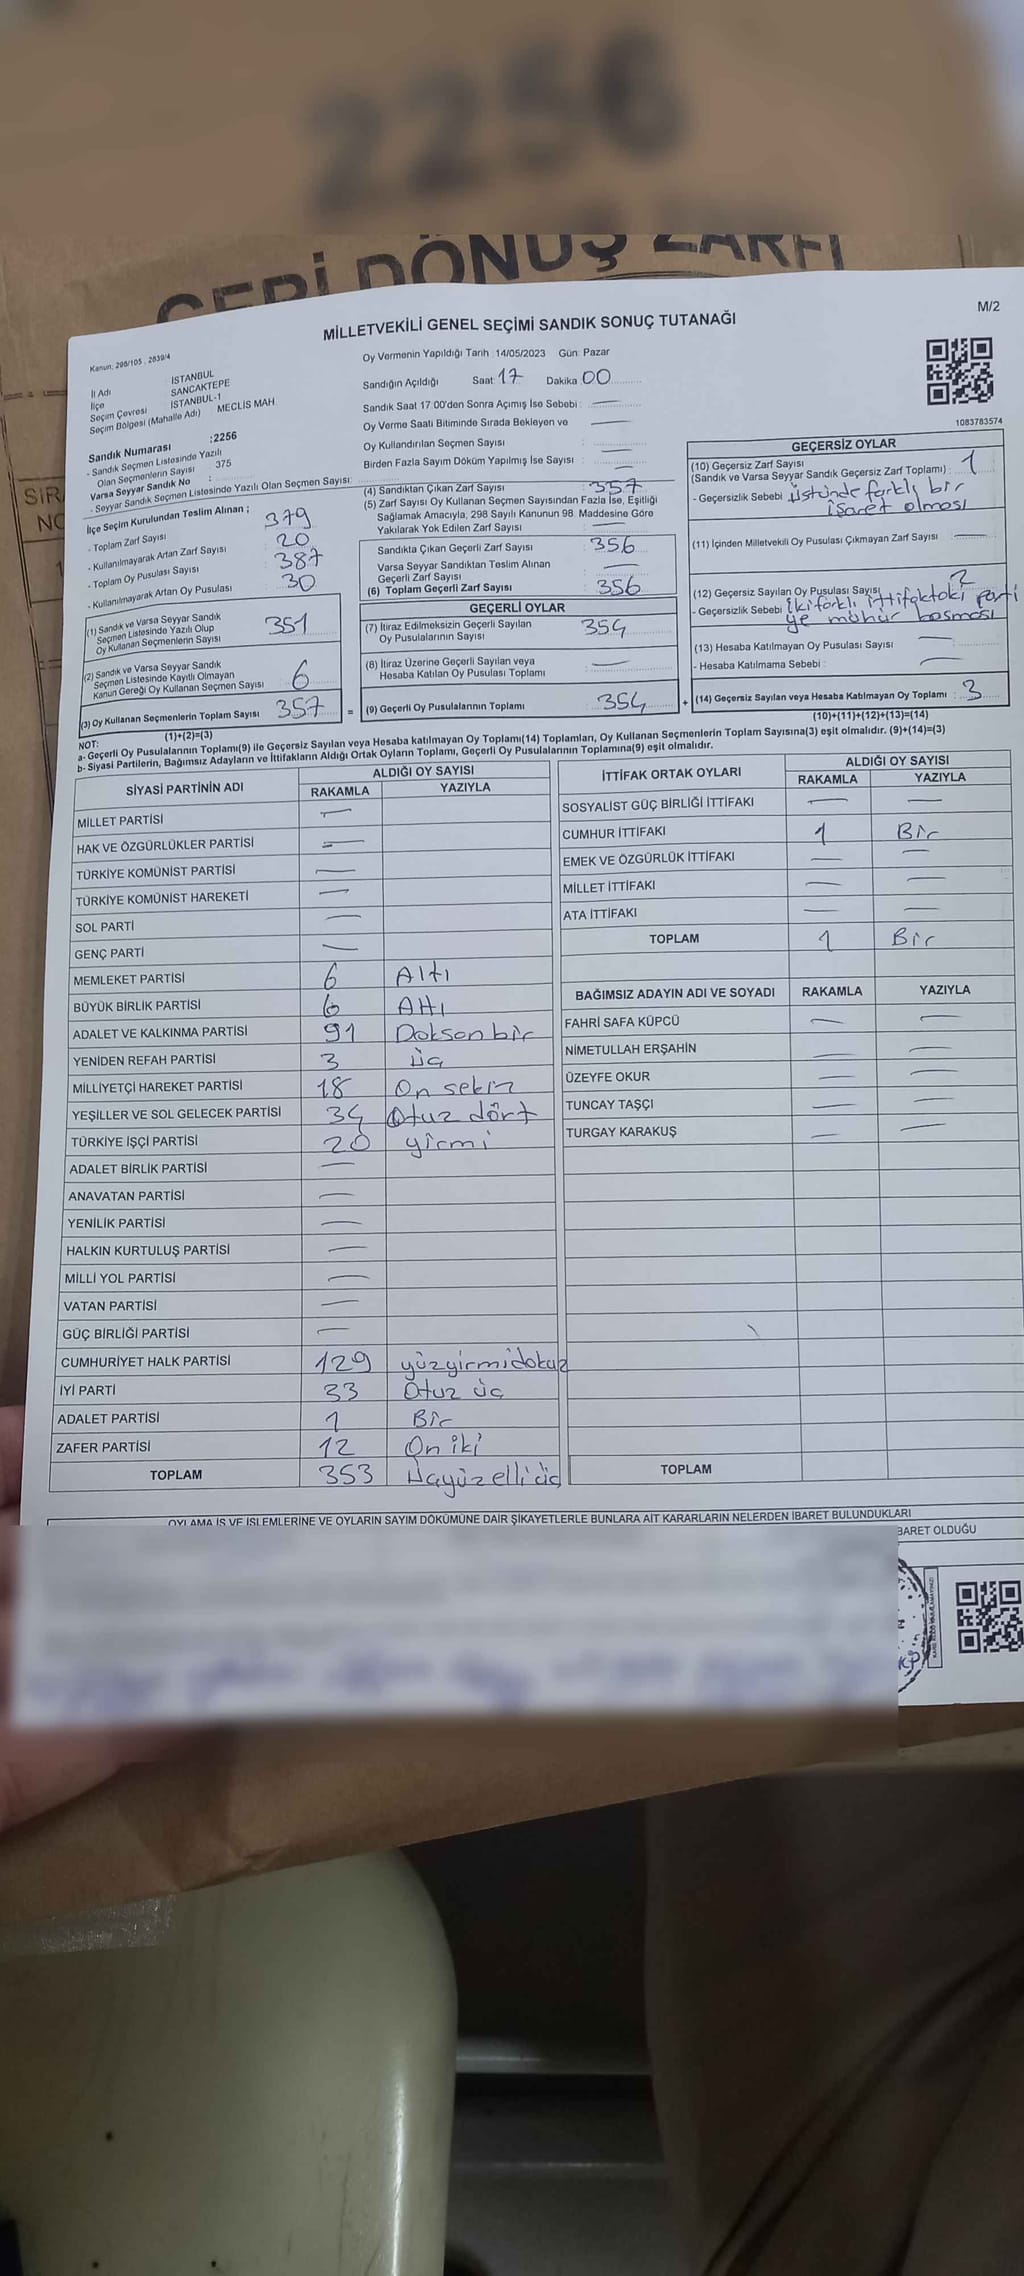 2256
GERİ DÖNÜŞ ZARFI
M/2
MİLLETVEKİLİ GENEL SEÇİMİ SANDIK SONUÇ TUTANAĞI
Kanun: 298/105 , 2839/4
İl Adı : İSTANBUL
İlçe : SANCAKTEPE
Seçim Çevresi : İSTANBUL-1
Seçim Bölgesi (Mahalle Adı) MECLİS MAH.
Sandık Numarası :2256
- Sandık Seçmen Listesinde Yazılı
Olan Seçmenlerin Sayısı 375
Varsa Seyyar Sandık No :
- Seyyar Sandık Seçmen Listesinde Yazılı Olan Seçmen Sayısı:
İlçe Seçim Kurulundan Teslim Alınan ;
- Toplam Zarf Sayısı 379
- Kullanılmayarak Artan Zarf Sayısı 20
- Toplam Oy Pusulası Sayısı 387
- Kullanılmayarak Artan Oy Pusulası 30
(1) Sandık ve Varsa Seyyar Sandık
Seçmen Listesinde Yazılı Olup
Oy Kullanan Seçmenlerin Sayısı 351
(2) Sandık ve Varsa Seyyar Sandık
Seçmen Listesinde Kayıtlı Olmayan
Kanun Gereği Oy Kullanan Seçmen Sayısı 6
(3) Oy Kullanan Seçmenlerin Toplam Sayısı 357
(1)+(2)=(3)
Oy Vermenin Yapıldığı Tarih :14/05/2023 Gün: Pazar
Sandığın Açıldığı Saat 17 Dakika 00
Sandık Saat 17:00'den Sonra Açımış İse Sebebi : —
Oy Verme Saati Bitiminde Sırada Bekleyen ve
Oy Kullandırılan Seçmen Sayısı : —
Birden Fazla Sayım Döküm Yapılmış İse Sayısı : —
(4) Sandıktan Çıkan Zarf Sayısı : 357
(5) Zarf Sayısı Oy Kullanan Seçmen Sayısından Fazla İse, Eşitliği
Sağlamak Amacıyla, 298 Sayılı Kanunun 98. Maddesine Göre
Yakılarak Yok Edilen Zarf Sayısı : —
Sandıkta Çıkan Geçerli Zarf Sayısı : 356
Varsa Seyyar Sandıktan Teslim Alınan
Geçerli Zarf Sayısı : —
(6) Toplam Geçerli Zarf Sayısı : 356
GEÇERLİ OYLAR
(7) İtiraz Edilmeksizin Geçerli Sayılan
Oy Pusulalarının Sayısı : 354
(8) İtiraz Üzerine Geçerli Sayılan veya
Hesaba Katılan Oy Pusulası Toplamı : —
= (9) Geçerli Oy Pusulalarının Toplamı : 354
1083783574
GEÇERSİZ OYLAR
(10) Geçersiz Zarf Sayısı
(Sandık ve Varsa Seyyar Sandık Geçersiz Zarf Toplamı) : 1
- Geçersizlik Sebebi Üstünde farklı bir
işaret olması
(11) İçinden Milletvekili Oy Pusulası Çıkmayan Zarf Sayısı : —
(12) Geçersiz Sayılan Oy Pusulası Sayısı 2
- Geçersizlik Sebebi İki farklı ittifaktaki parti
ye mühür basması
(13) Hesaba Katılmayan Oy Pusulası Sayısı : —
- Hesaba Katılmama Sebebi : —
+ (14) Geçersiz Sayılan veya Hesaba Katılmayan Oy Toplamı : 3
(10)+(11)+(12)+(13)=(14)
NOT:
a- Geçerli Oy Pusulalarının Toplamı(9) ile Geçersiz Sayılan veya Hesaba katılmayan Oy Toplamı(14) Toplamları, Oy Kullanan Seçmenlerin Toplam Sayısına(3) eşit olmalıdır. (9)+(14)=(3)
b- Siyasi Partilerin, Bağımsız Adayların ve İttifakların Aldığı Ortak Oyların Toplamı, Geçerli Oy Pusulalarının Toplamına(9) eşit olmalıdır.
SİYASİ PARTİNİN ADI ALDIĞI OY SAYISI
RAKAMLA YAZIYLA
MİLLET PARTİSİ —
HAK VE ÖZGÜRLÜKLER PARTİSİ —
TÜRKİYE KOMÜNİST PARTİSİ —
TÜRKİYE KOMÜNİST HAREKETİ —
SOL PARTİ —
GENÇ PARTİ —
MEMLEKET PARTİSİ 6 Altı
BÜYÜK BİRLİK PARTİSİ 6 Altı
ADALET VE KALKINMA PARTİSİ 91 Doksan bir
YENİDEN REFAH PARTİSİ 3 üç
MİLLİYETÇİ HAREKET PARTİSİ 18 On sekiz
YEŞİLLER VE SOL GELECEK PARTİSİ 34 Otuz dört
TÜRKİYE İŞÇİ PARTİSİ 20 yirmi
ADALET BİRLİK PARTİSİ —
ANAVATAN PARTİSİ —
YENİLİK PARTİSİ —
HALKIN KURTULUŞ PARTİSİ —
MİLLİ YOL PARTİSİ —
VATAN PARTİSİ —
GÜÇ BİRLİĞİ PARTİSİ —
CUMHURİYET HALK PARTİSİ 129 yüzyirmidokuz
İYİ PARTİ 33 Otuz üç
ADALET PARTİSİ 1 Bir
ZAFER PARTİSİ 12 On iki
TOPLAM 353 üçyüzelliüç
İTTİFAK ORTAK OYLARI ALDIĞI OY SAYISI
RAKAMLA YAZIYLA
SOSYALİST GÜÇ BİRLİĞİ İTTİFAKI — —
CUMHUR İTTİFAKI 1 Bir
EMEK VE ÖZGÜRLÜK İTTİFAKI — —
MİLLET İTTİFAKI — —
ATA İTTİFAKI — —
TOPLAM 1 Bir
BAĞIMSIZ ADAYIN ADI VE SOYADI RAKAMLA YAZIYLA
FAHRİ SAFA KÜPCÜ — —
NİMETULLAH ERŞAHİN — —
ÜZEYFE OKUR — —
TUNCAY TAŞÇI — —
TURGAY KARAKUŞ — —
TOPLAM
OYLAMA İŞ VE İŞLEMLERİNE VE OYLARIN SAYIM DÖKÜMÜNE DAİR ŞİKAYETLERLE BUNLARA AİT KARARLARIN NELERDEN İBARET BULUNDUKLARI
BARET OLDUĞU